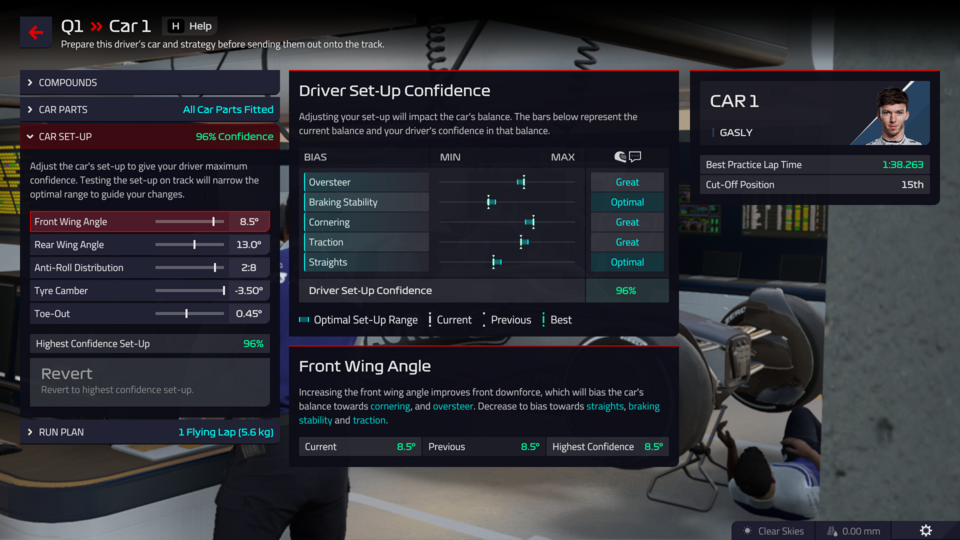 Q1 » Car 1 H Help
Prepare this driver's car and strategy before sending them out onto the track.
COMPOUNDS
CAR PARTS All Car Parts Fitted
CAR SET-UP 96% Confidence
Adjust the car's set-up to give your driver maximum
confidence. Testing the set-up on track will narrow the
optimal range to guide your changes.
Front Wing Angle 8.5°
Rear Wing Angle 13.0°
Anti-Roll Distribution 2:8
Tyre Camber -3.50°
Toe-Out 0.45°
Highest Confidence Set-Up 96%
Revert
Revert to highest confidence set-up.
RUN PLAN 1 Flying Lap (5.6 kg)
Driver Set-Up Confidence
Adjusting your set-up will impact the car's balance. The bars below represent the
current balance and your driver's confidence in that balance.
BIAS MIN MAX
Oversteer Great
Braking Stability Optimal
Cornering Great
Traction Great
Straights Optimal
Driver Set-Up Confidence 96%
Optimal Set-Up Range Current Previous Best
Front Wing Angle
Increasing the front wing angle improves front downforce, which will bias the car's
balance towards cornering, and oversteer. Decrease to bias towards straights, braking
stability and traction.
Current 8.5° Previous 8.5° Highest Confidence 8.5°
CAR 1
GASLY
Best Practice Lap Time 1:38.263
Cut-Off Position 15th
Clear Skies 0.00 mm